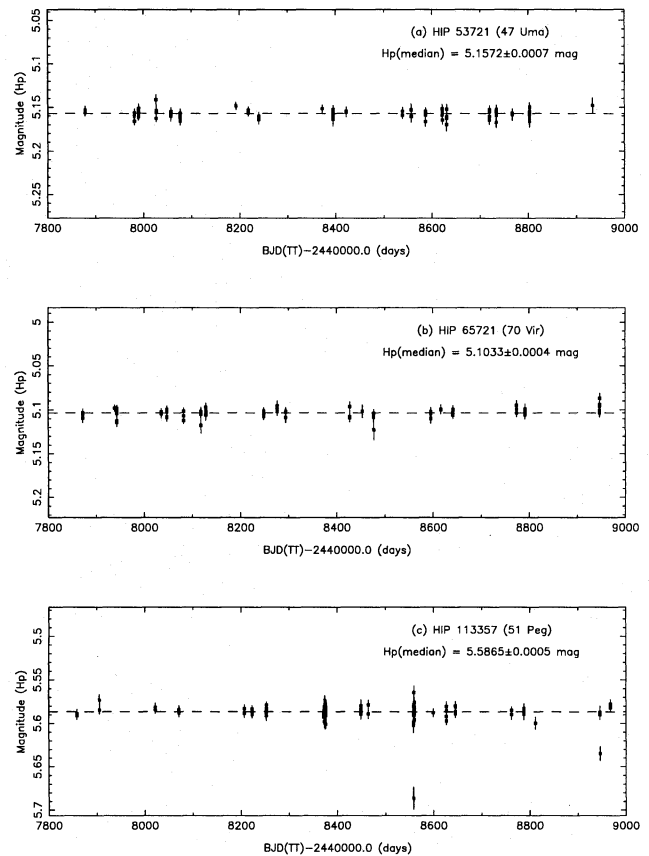 (a) HIP 53721 (47 Uma)
Hp(median) = 5.1572±0.0007 mag
Magnitude (Hp)
5.05
5.1
5.15
5.2
5.25
7800 8000 8200 8400 8600 8800 9000
BJD(TT)-2440000.0 (days)
(b) HIP 65721 (70 Vir)
Hp(median) = 5.1033±0.0004 mag
Magnitude (Hp)
5
5.05
5.1
5.15
5.2
7800 8000 8200 8400 8600 8800 9000
BJD(TT)-2440000.0 (days)
(c) HIP 113357 (51 Peg)
Hp(median) = 5.5865±0.0005 mag
Magnitude (Hp)
5.5
5.55
5.6
5.65
5.7
7800 8000 8200 8400 8600 8800 9000
BJD(TT)-2440000.0 (days)